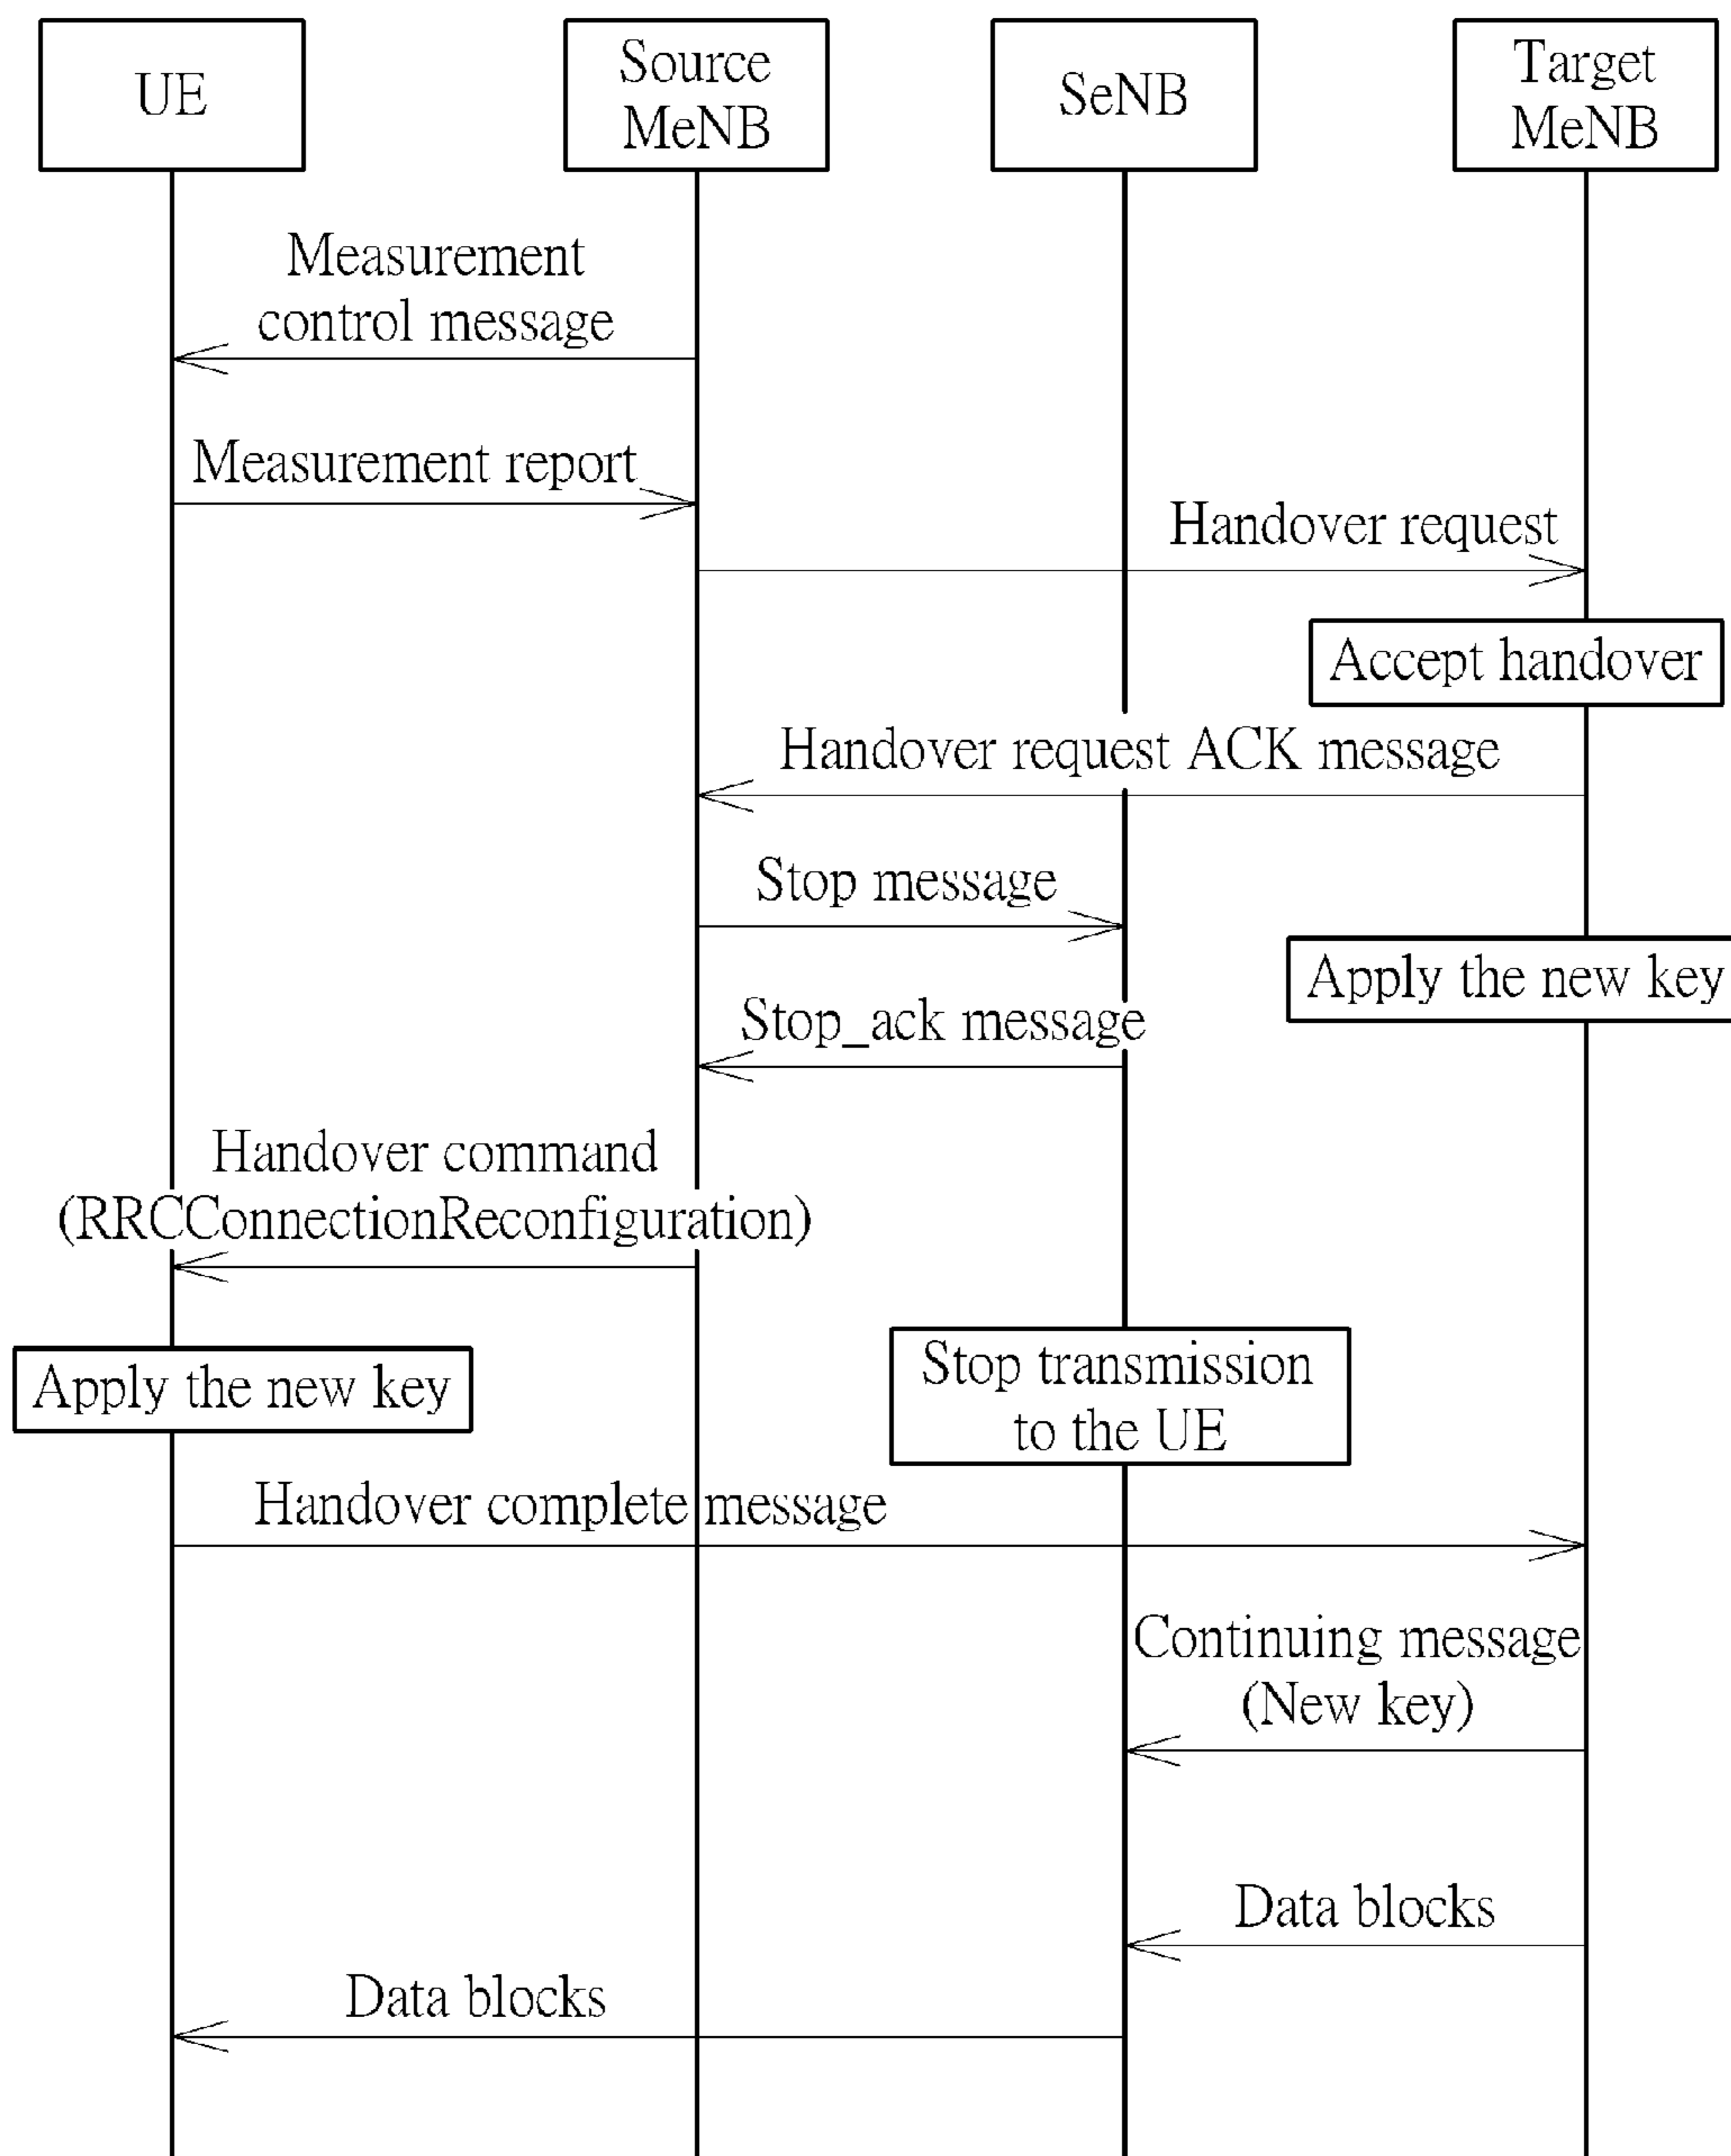 UE
Source
MeNB
SeNB
Target
MeNB
Measurement
control message
Measurement report
Handover request
Accept handover
Handover request ACK message
Stop message
Apply the new key
Stop_ack message
Handover command
(RRCConnectionReconfiguration)
Apply the new key
Stop transmission
to the UE
Handover complete message
Continuing message
(New key)
Data blocks
Data blocks